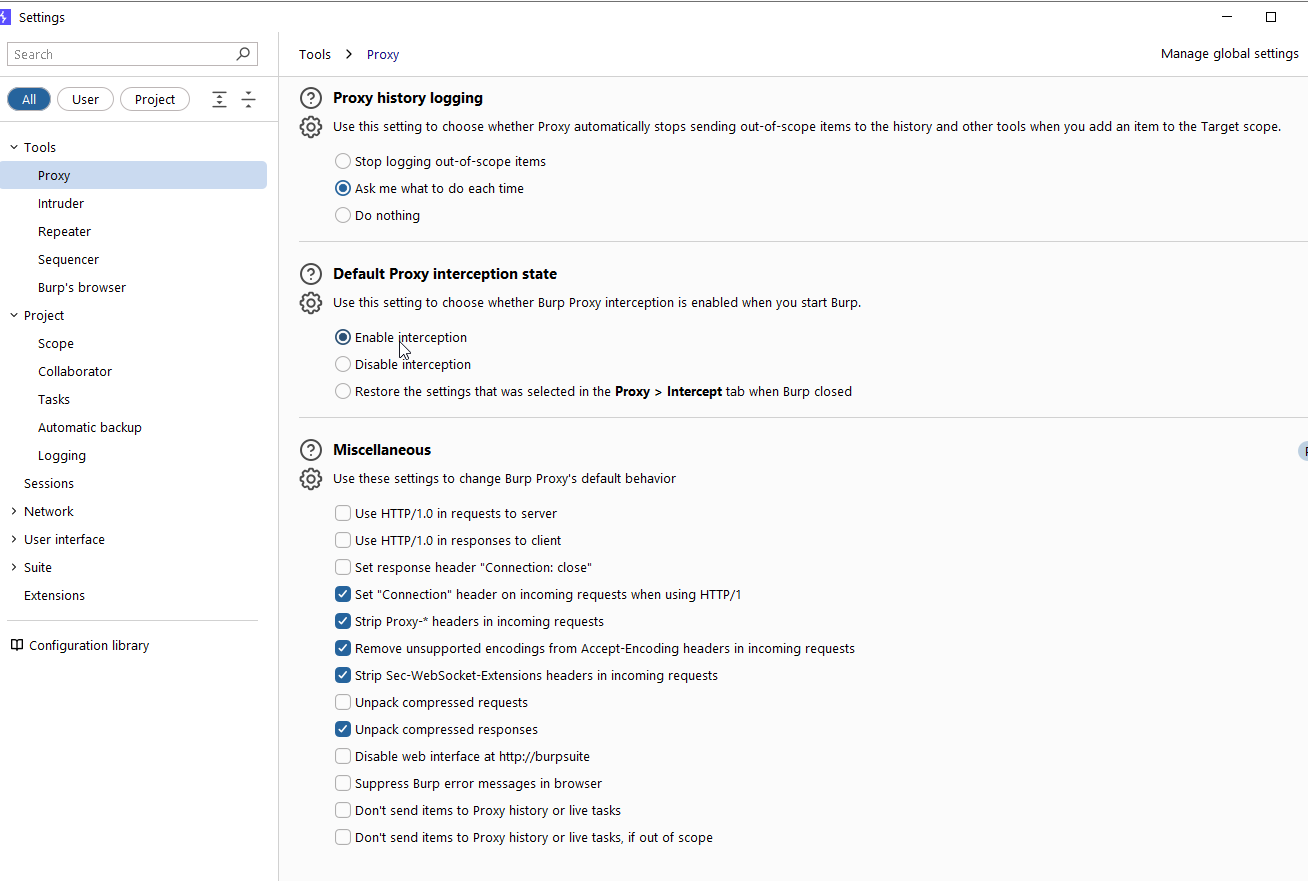 Settings
Search
All
User
Project
Tools
Proxy
Intruder
Repeater
Sequencer
Burp's browser
Project
Scope
Collaborator
Tasks
Automatic backup
Logging
Sessions
Network
User interface
Suite
Extensions
Configuration library
Tools > Proxy
Manage global settings
Proxy history logging
Use this setting to choose whether Proxy automatically stops sending out-of-scope items to the history and other tools when you add an item to the Target scope.
Stop logging out-of-scope items
Ask me what to do each time
Do nothing
Default Proxy interception state
Use this setting to choose whether Burp Proxy interception is enabled when you start Burp.
Enable interception
Disable interception
Restore the settings that was selected in the Proxy > Intercept tab when Burp closed
Miscellaneous
Use these settings to change Burp Proxy's default behavior
Use HTTP/1.0 in requests to server
Use HTTP/1.0 in responses to client
Set response header "Connection: close"
Set "Connection" header on incoming requests when using HTTP/1
Strip Proxy-* headers in incoming requests
Remove unsupported encodings from Accept-Encoding headers in incoming requests
Strip Sec-WebSocket-Extensions headers in incoming requests
Unpack compressed requests
Unpack compressed responses
Disable web interface at http://burpsuite
Suppress Burp error messages in browser
Don't send items to Proxy history or live tasks
Don't send items to Proxy history or live tasks, if out of scope